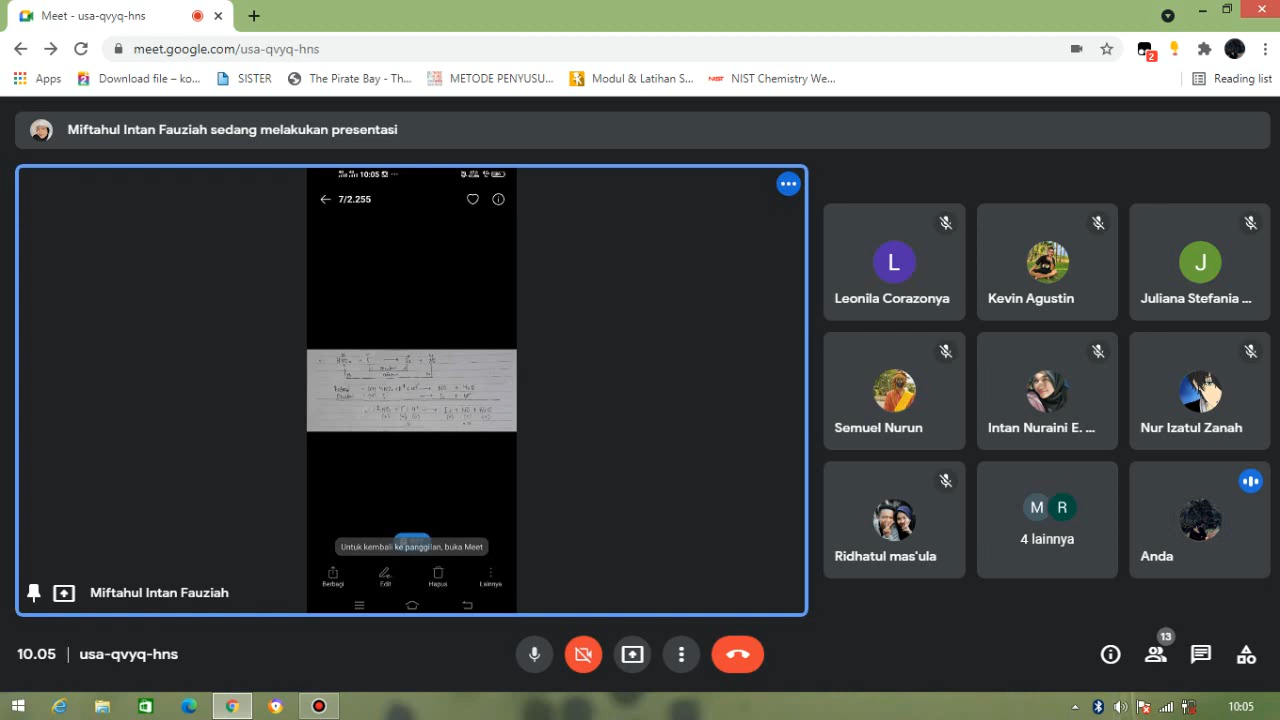 Meet - usa-qvyq-hns
meet.google.com/usa-qvyq-hns
2
Apps
Download file – ko...
SISTER
The Pirate Bay - Th...
METODE PENYUSU...
Modul & Latihan S...
NIST
NIST Chemistry We...
Reading list
Miftahul Intan Fauziah sedang melakukan presentasi
10:05
7/2.255
Untuk kembali ke panggilan, buka Meet
Berbagi
Edit
Hapus
Lainnya
Miftahul Intan Fauziah
L
Leonila Corazonya
Kevin Agustin
J
Juliana Stefania ...
Semuel Nurun
Intan Nuraini E. ...
Nur Izatul Zanah
Ridhatul mas'ula
M R
4 lainnya
Anda
10.05 | usa-qvyq-hns
13
10:05